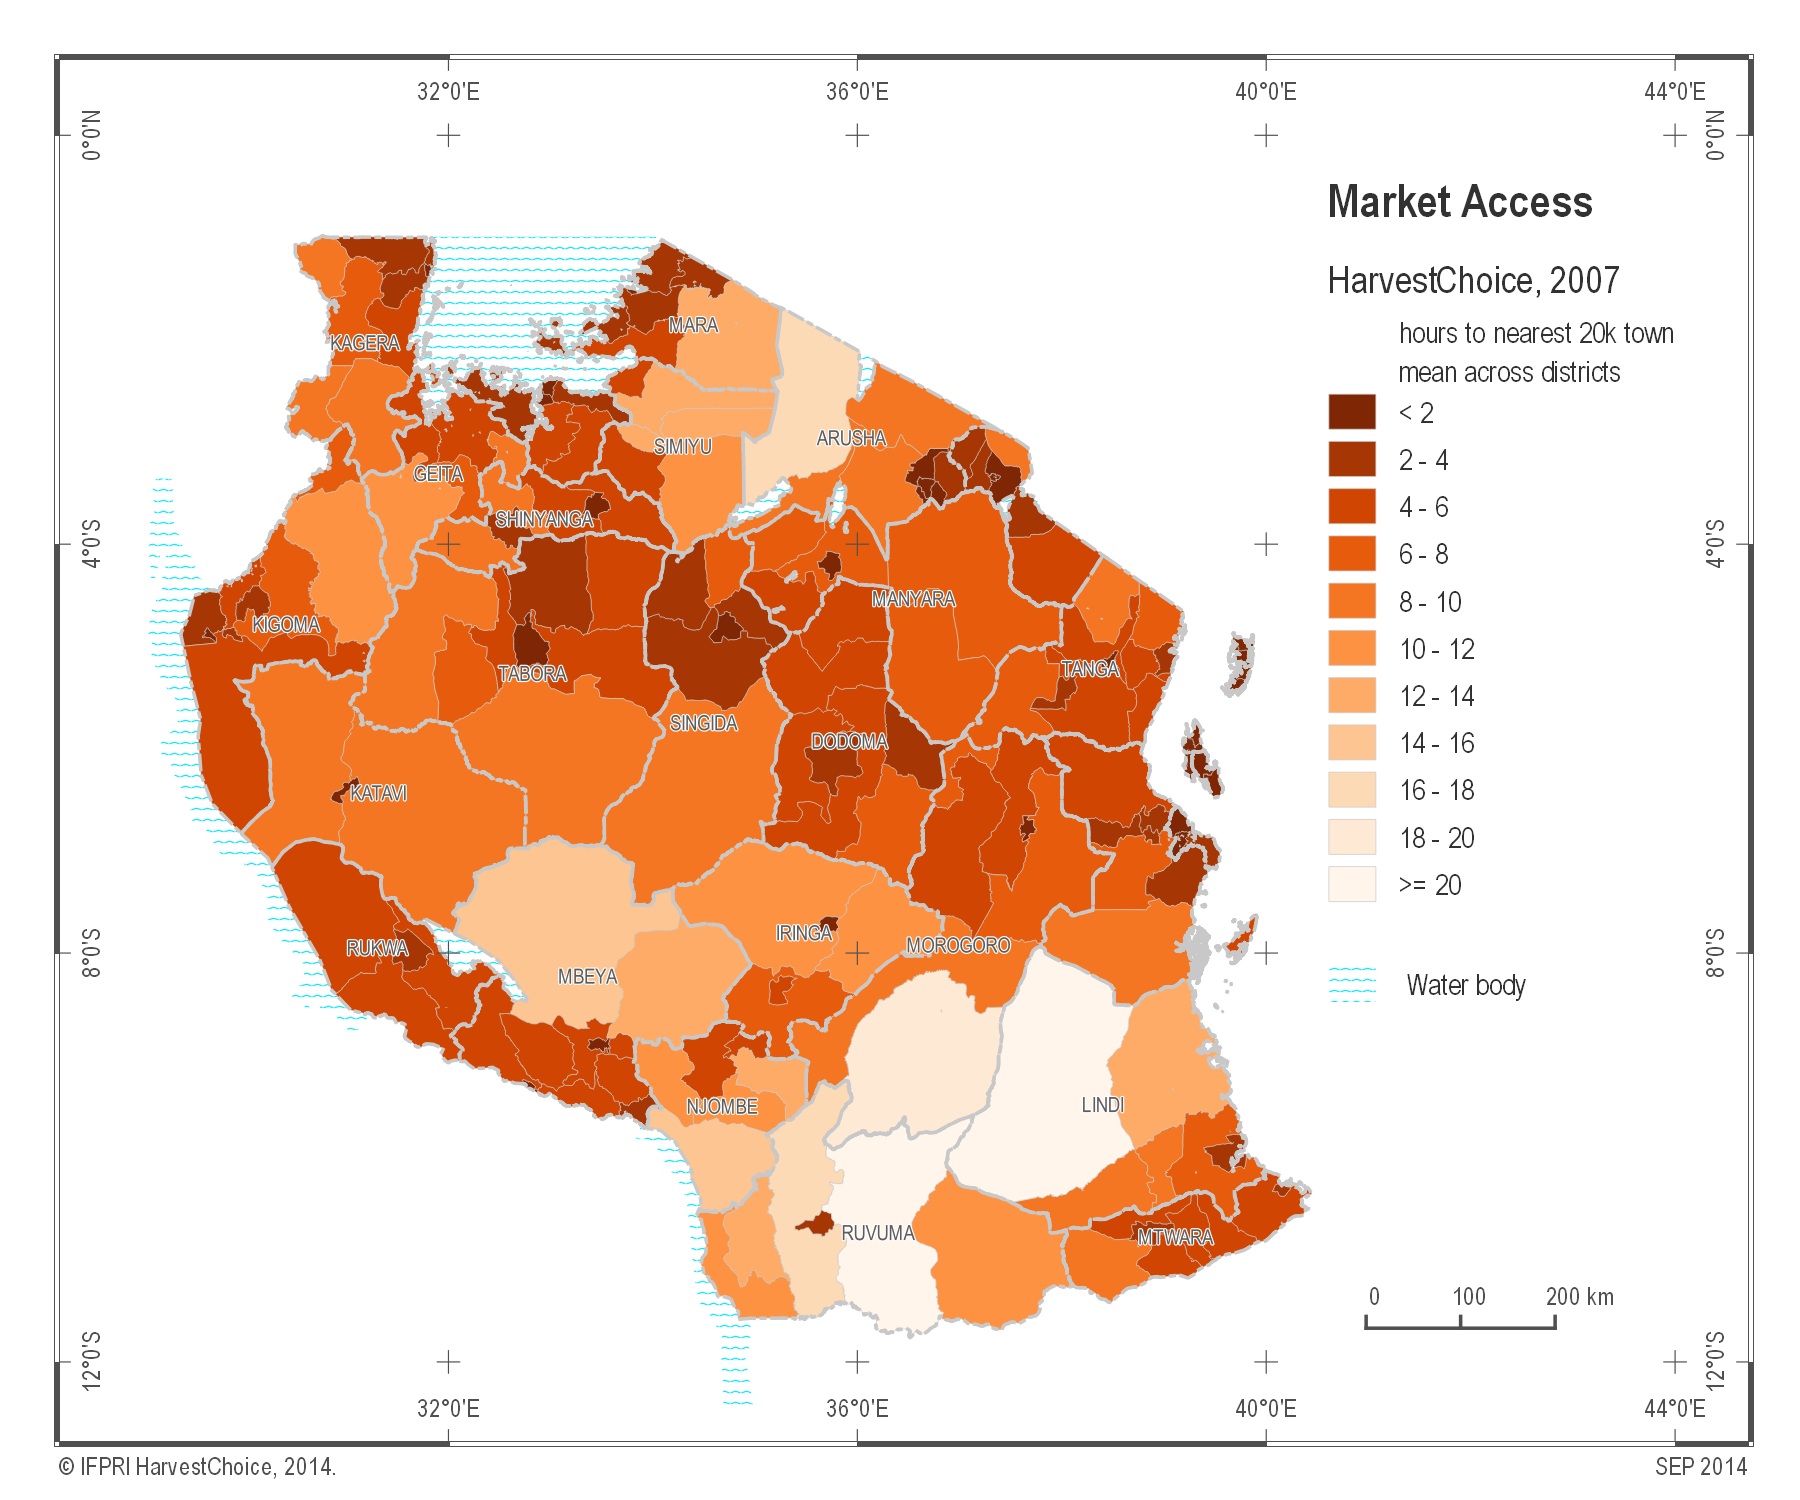 32°0'E 36°0'E 40°0'E 44°0'E
0°0'N 0°0'N
Market Access
HarvestChoice, 2007
hours to nearest 20k town
mean across districts
< 2
2 - 4
4 - 6
6 - 8
8 - 10
10 - 12
12 - 14
14 - 16
16 - 18
18 - 20
>= 20
Water body
MARA
KAGERA
ARUSHA
SIMIYU
GEITA
SHINYANGA
4°0'S 4°0'S
MANYARA
KIGOMA
TANGA
TABORA
SINGIDA
DODOMA
KATAVI
IRINGA
MOROGORO
RUKWA
8°0'S 8°0'S
MBEYA
LINDI
NJOMBE
RUVUMA
MTWARA
0 100 200 km
12°0'S 12°0'S
32°0'E 36°0'E 40°0'E 44°0'E
© IFPRI HarvestChoice, 2014. SEP 2014